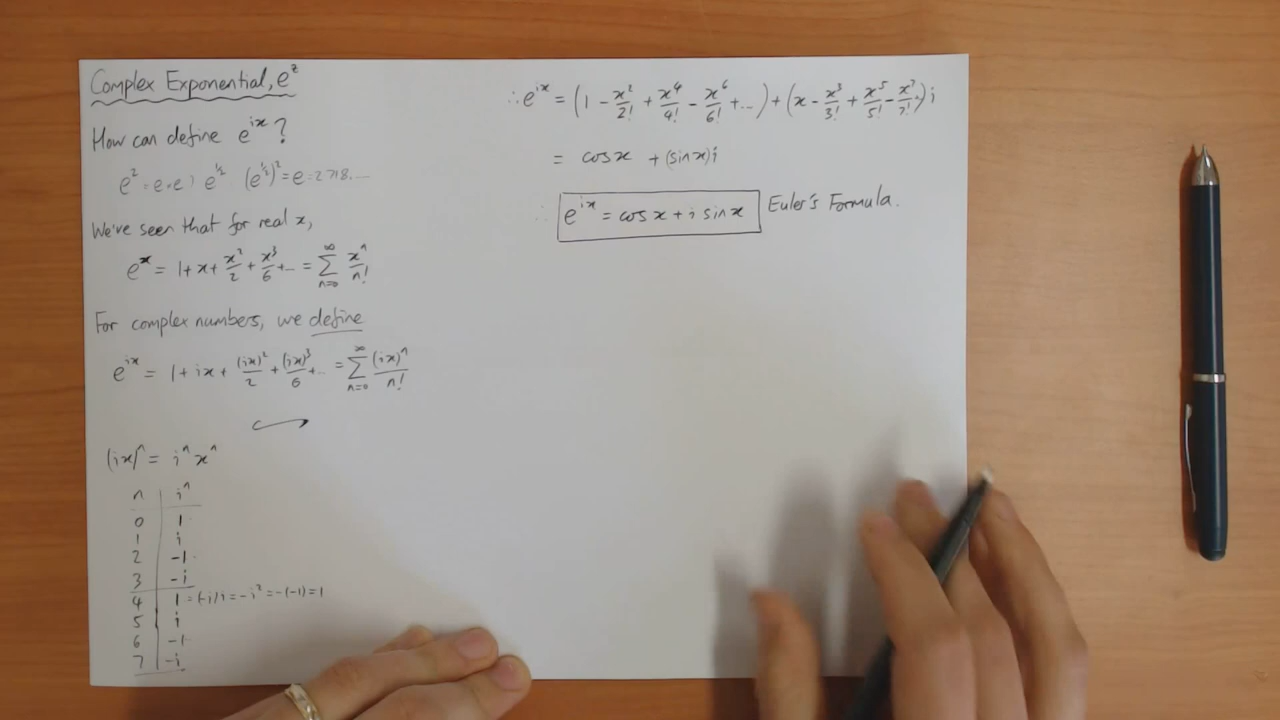 Complex Exponential, e^z
How can define e^{ix}?
e^2 = e×e, e^{1/2} (e^{1/2})^2 = e = 2.718...
We've seen that for real x,
e^x = 1 + x + x^2/2 + x^3/6 + ... = ∑_{n=0}^{∞} x^n/n!
For complex numbers, we define
e^{ix} = 1 + ix + (ix)^2/2 + (ix)^3/6 + ... = ∑_{n=0}^{∞} (ix)^n/n!
(ix)^n = i^n x^n
n i^n
0 1
1 i
2 -1
3 -i
4 1 = (-i)i = -i^2 = -(-1) = 1
5 i
6 -1
7 -i
∴ e^{ix} = (1 - x^2/2! + x^4/4! - x^6/6! + ...) + (x - x^3/3! + x^5/5! - x^7/7! ..) i
= cos x + (sin x) i
∴ e^{ix} = cos x + i sin x Euler's Formula.